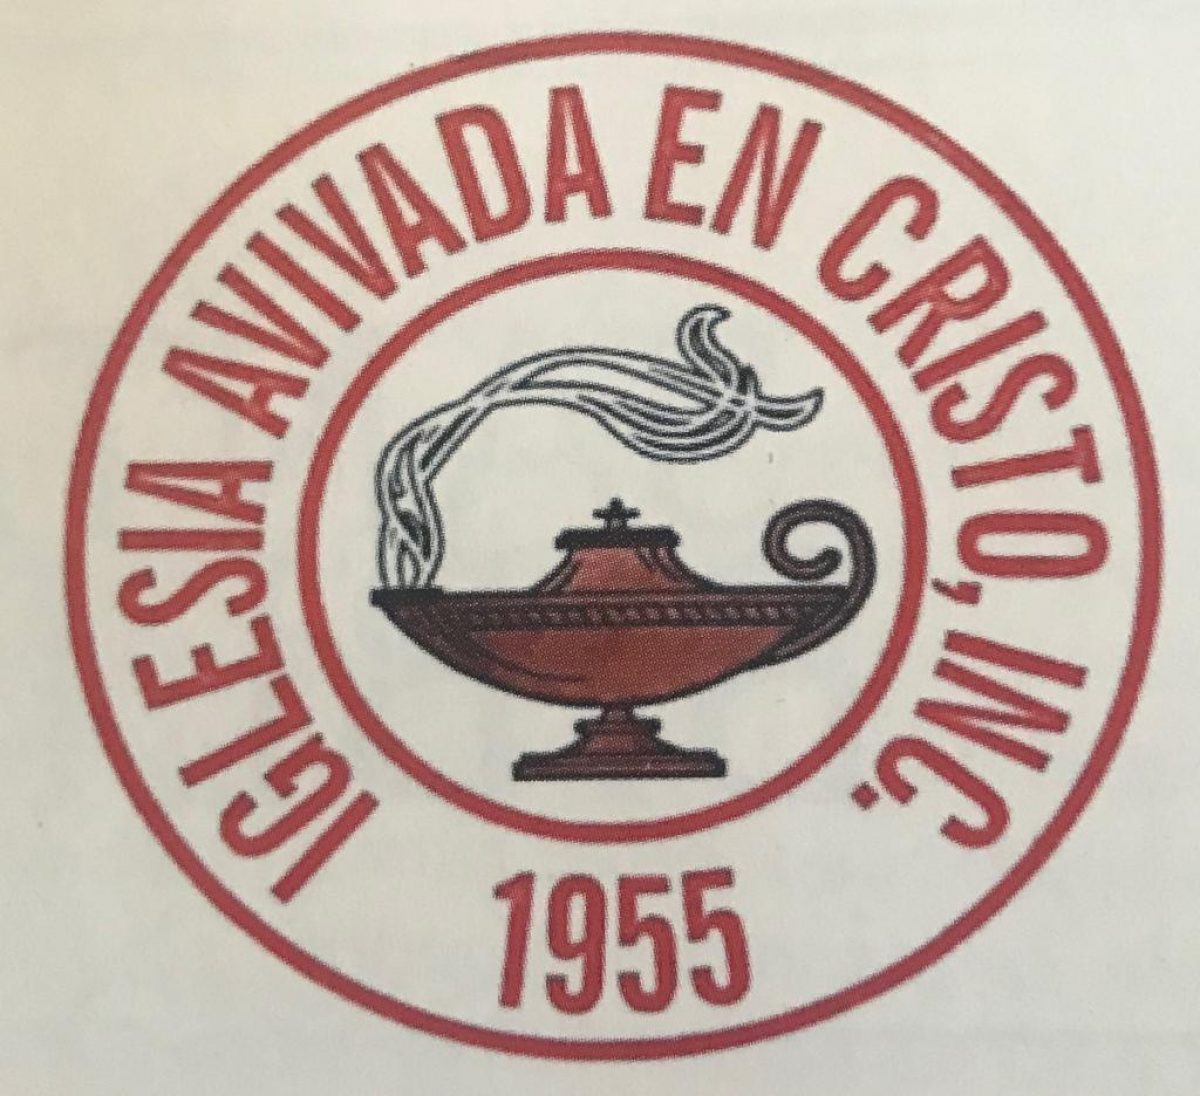 IGLESIA AVIVADA EN CRISTO, INC.
1955